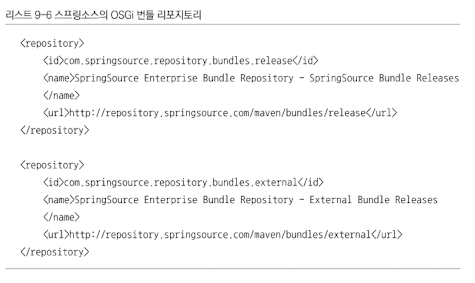 리스트 9-6 스프링소스의 OSGi 번들 리포지토리
<repository>
<id>com.springsource.repository.bundles.release</id>
<name>SpringSource Enterprise Bundle Repository - SpringSource Bundle Releases
</name>
<url>http://repository.springsource.com/maven/bundles/release</url>
</repository>
<repository>
<id>com.springsource.repository.bundles.external</id>
<name>SpringSource Enterprise Bundle Repository - External Bundle Releases
</name>
<url>http://repository.springsource.com/maven/bundles/external</url>
</repository>